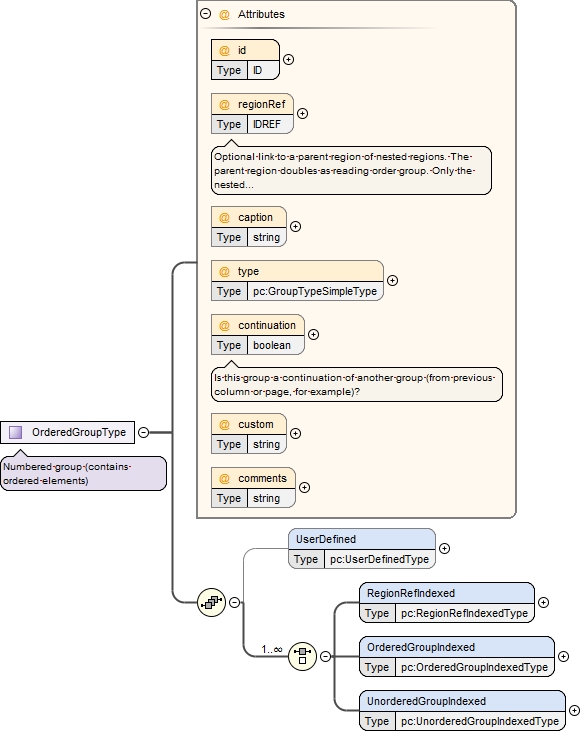 @ Attributes
@ id
Type ID
@ regionRef
Type IDREF
Optional link to a parent region of nested regions. The
parent region doubles as reading order group. Only the
nested...
@ caption
Type string
@ type
Type pc:GroupTypeSimpleType
@ continuation
Type boolean
Is this group a continuation of another group (from previous
column or page, for example)?
OrderedGroupType
Numbered group (contains
ordered elements)
@ custom
Type string
@ comments
Type string
UserDefined
Type pc:UserDefinedType
RegionRefIndexed
Type pc:RegionRefIndexedType
1..∞
OrderedGroupIndexed
Type pc:OrderedGroupIndexedType
UnorderedGroupIndexed
Type pc:UnorderedGroupIndexedType